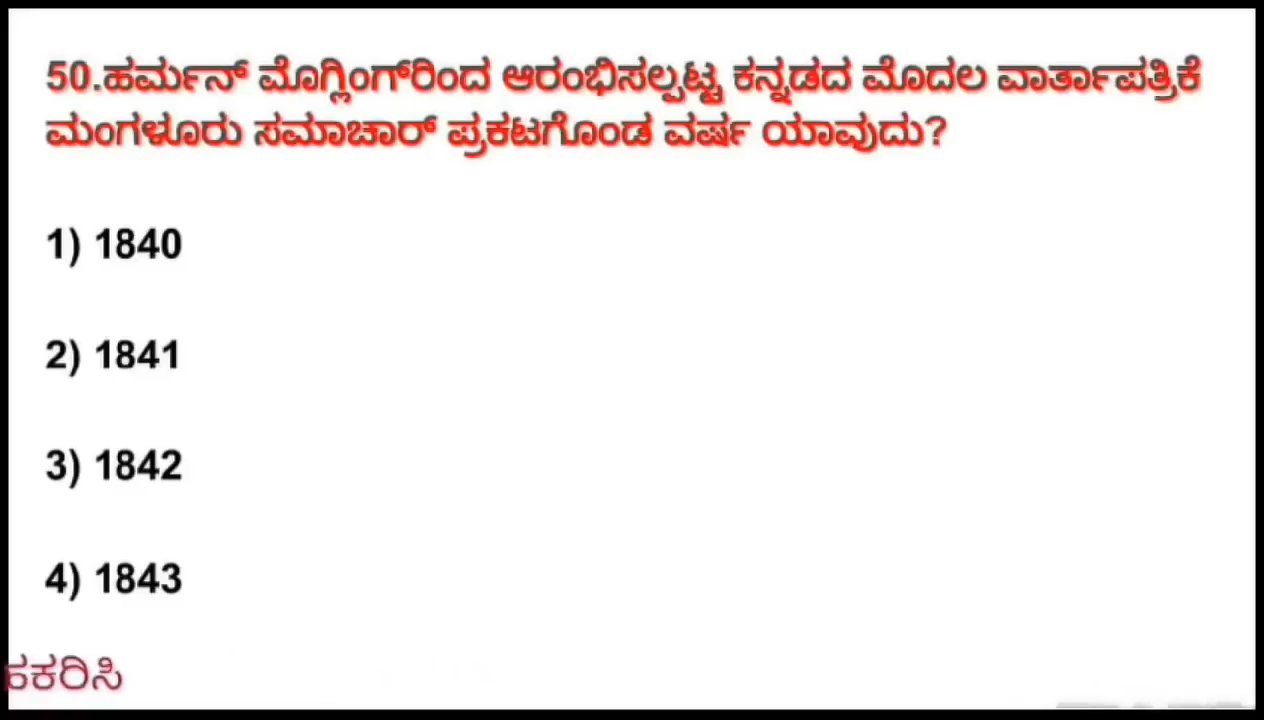 50.ಹರ್ಮನ್ ಮೊಗ್ಲಿಂಗ್‌ರಿಂದ ಆರಂಭಿಸಲ್ಪಟ್ಟ ಕನ್ನಡದ ಮೊದಲ ವಾರ್ತಾಪತ್ರಿಕೆ
ಮಂಗಳೂರು ಸಮಾಚಾರ್ ಪ್ರಕಟಗೊಂಡ ವರ್ಷ ಯಾವುದು?
1) 1840
2) 1841
3) 1842
4) 1843
ಹಕರಿಸಿ